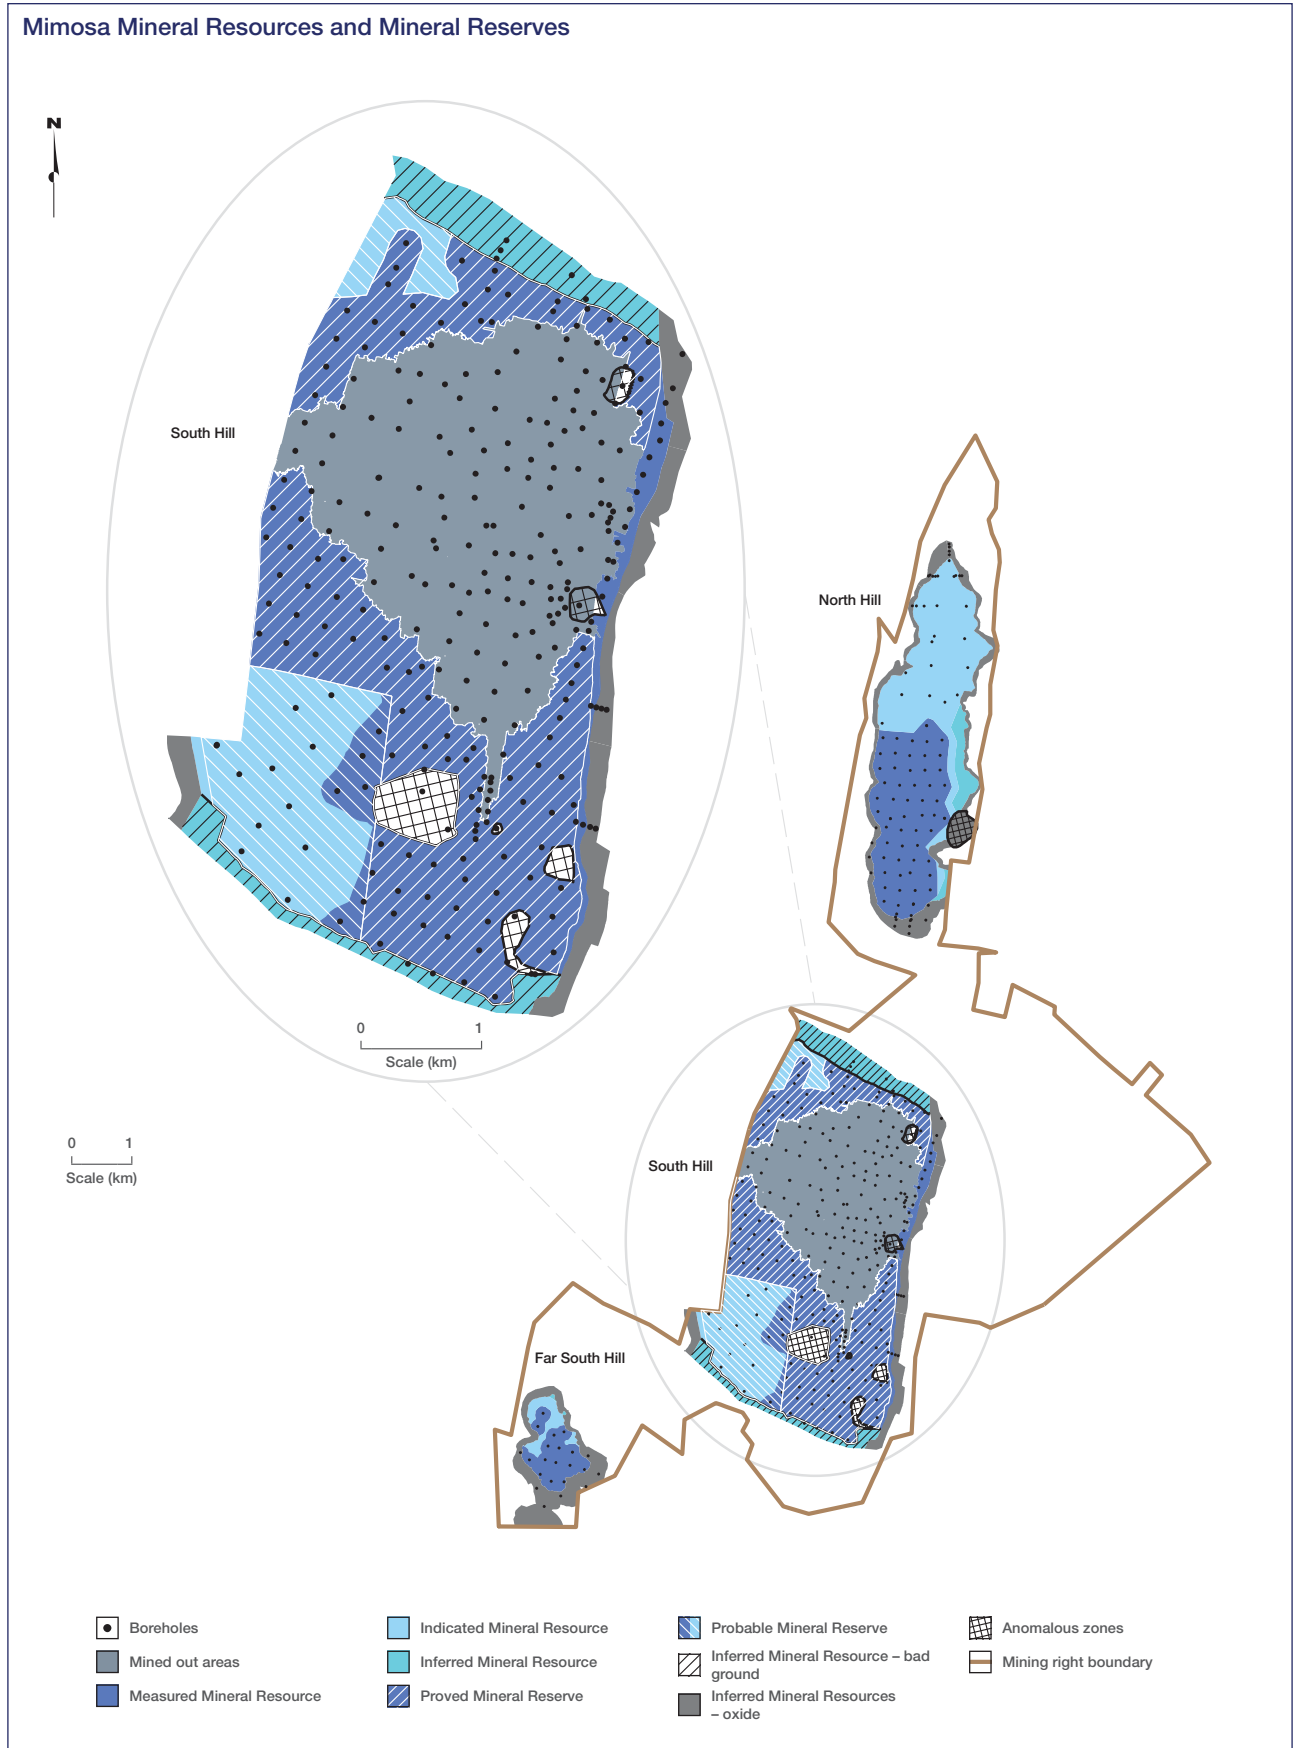 Mimosa Mineral Resources and Mineral Reserves
N
South Hill
North Hill
0 1
Scale (km)
0 1
Scale (km)
South Hill
Far South Hill
Boreholes
Mined out areas
Measured Mineral Resource
Indicated Mineral Resource
Inferred Mineral Resource
Proved Mineral Reserve
Probable Mineral Reserve
Inferred Mineral Resource – bad
ground
Inferred Mineral Resources
– oxide
Anomalous zones
Mining right boundary